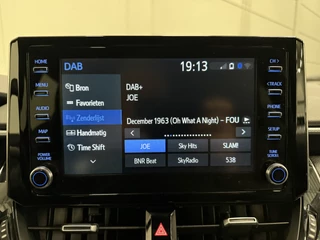 DAB
19:13
HOME
MENU
AUDIO
MAP
POWER
VOLUME
Bron
Favorieten
Zenderlijst
Handmatig
Time Shift
DAB+
JOE
December 1963 (Oh What A Night) – FOU
JOE
Sky Hits
SLAM!
BNR Beat
SkyRadio
538
CH >
< TRACK
PHONE
SETUP
TUNE
SCROLL